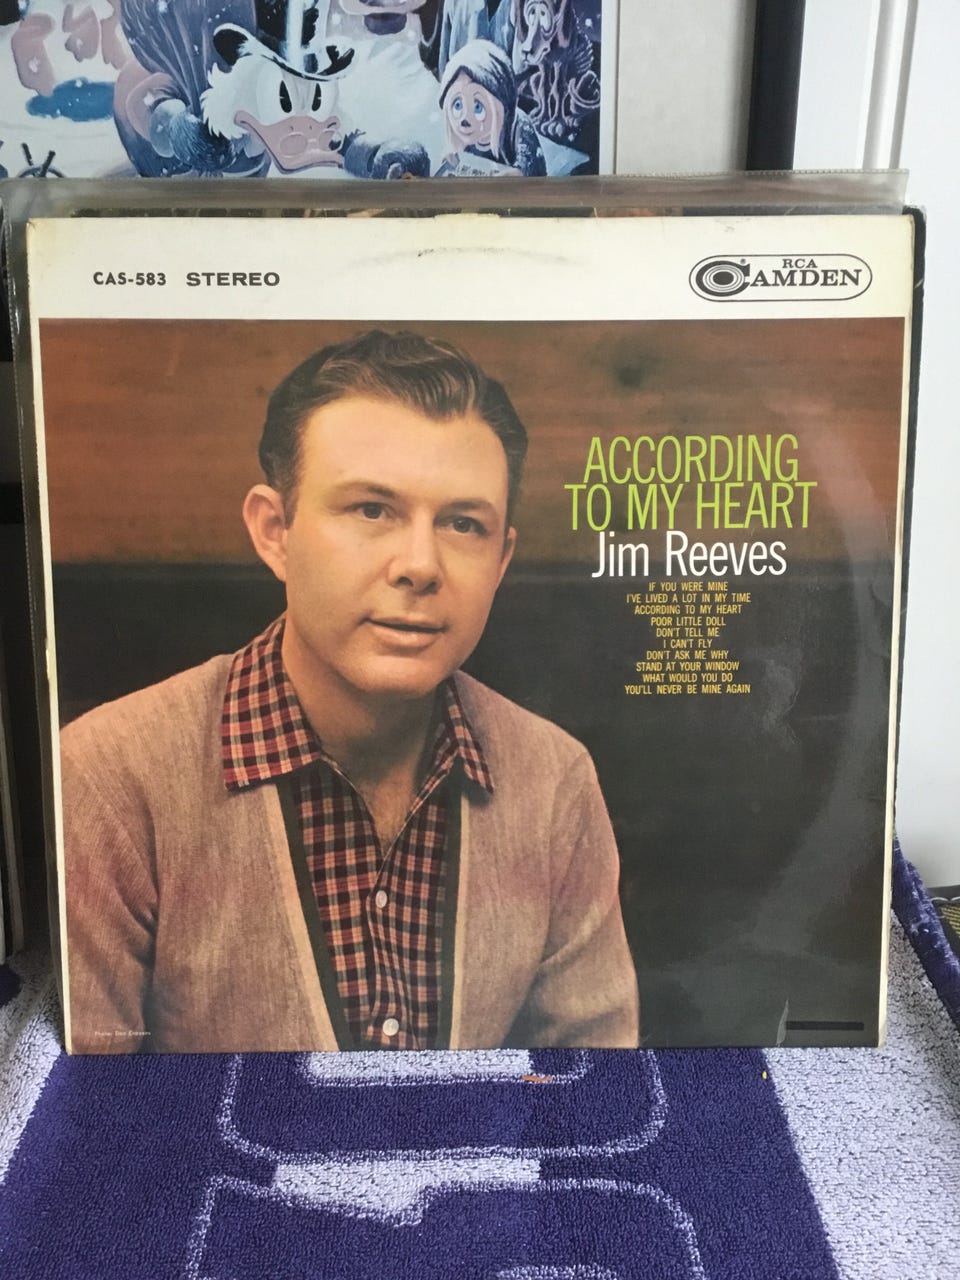 CAS-583 STEREO
RCA
CAMDEN
ACCORDING
TO MY HEART
Jim Reeves
IF YOU WERE MINE
I'VE LIVED A LOT IN MY TIME
ACCORDING TO MY HEART
POOR LITTLE DOLL
DON'T TELL ME
I CAN'T FLY
DON'T ASK ME WHY
STAND AT YOUR WINDOW
WHAT WOULD YOU DO
YOU'LL NEVER BE MINE AGAIN